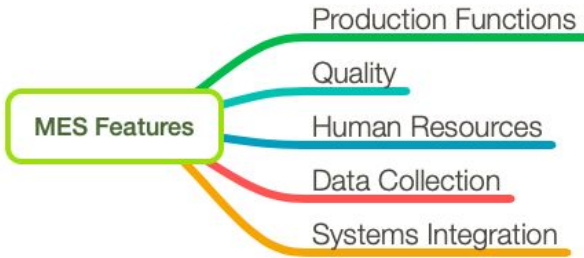 MES Features
Production Functions
Quality
Human Resources
Data Collection
Systems Integration